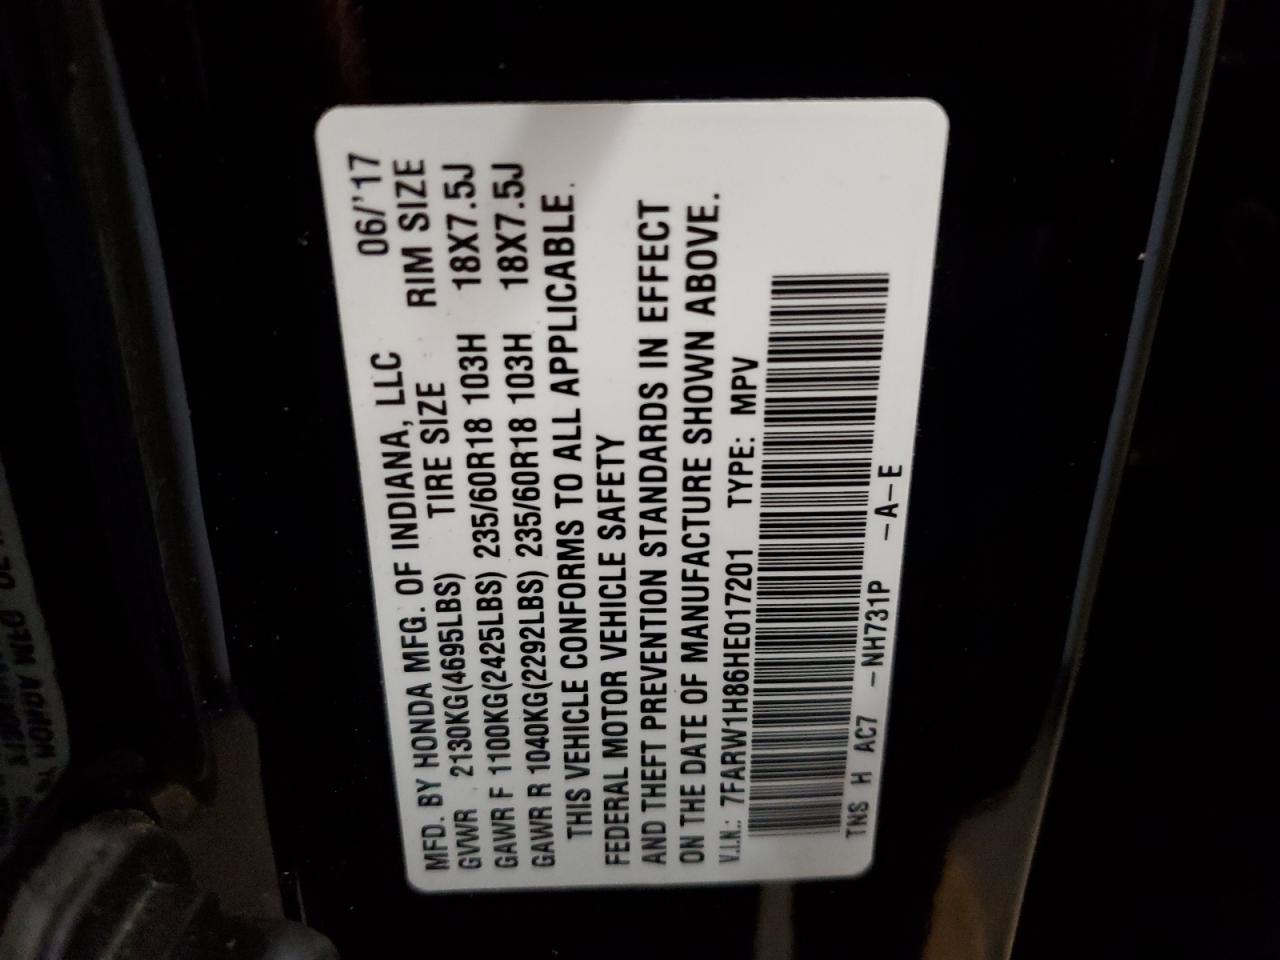 MFD. BY HONDA MFG. OF INDIANA, LLC 06/'17
GVWR 2130KG(4695LBS) TIRE SIZE RIM SIZE
GAWR F 1100KG(2425LBS) 235/60R18 103H 18X7.5J
GAWR R 1040KG(2292LBS) 235/60R18 103H 18X7.5J
THIS VEHICLE CONFORMS TO ALL APPLICABLE.
FEDERAL MOTOR VEHICLE SAFETY
AND THEFT PREVENTION STANDARDS IN EFFECT
ON THE DATE OF MANUFACTURE SHOWN ABOVE.
V.I.N.: 7FARW1H86HE017201 TYPE: MPV
TNS H AC7 -NH731P -A-E